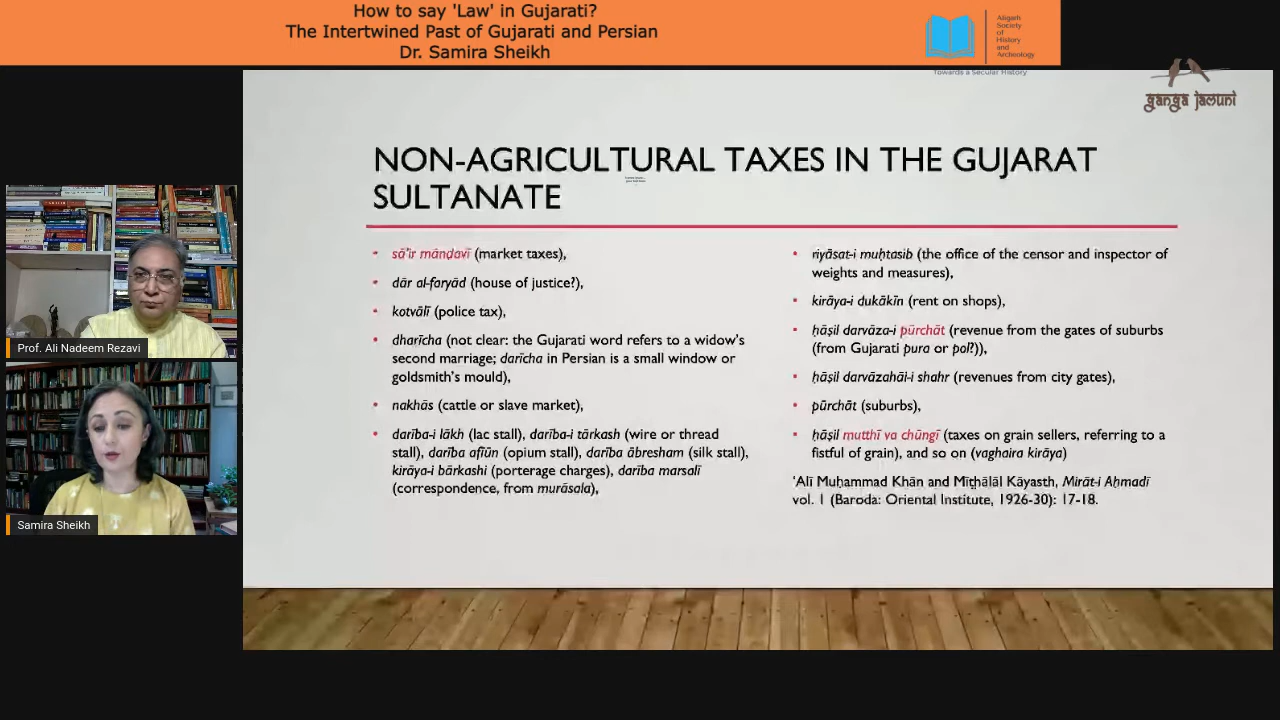 How to say 'Law' in Gujarati?
The Intertwined Past of Gujarati and Persian
Dr. Samira Sheikh
Aligarh
Society
of
History
and
Archeology
Towards a Secular History
ganga jamuni
NON-AGRICULTURAL TAXES IN THE GUJARAT
SULTANATE
• sā'ir mānḍavī (market taxes),
• dār al-faryād (house of justice?),
• kotvālī (police tax),
• dharīcha (not clear: the Gujarati word refers to a widow's
second marriage; darīcha in Persian is a small window or
goldsmith's mould),
• nakhās (cattle or slave market),
• darība-i lākh (lac stall), darība-i tārkash (wire or thread
stall), darība afīūn (opium stall), darība ābresham (silk stall),
kirāya-i bārkashi (porterage charges), darība marsalī
(correspondence, from murāsala),
• riyāsat-i muḥtasib (the office of the censor and inspector of
weights and measures),
• kirāya-i dukākīn (rent on shops),
• ḥāṣil darvāza-i pūrchāt (revenue from the gates of suburbs
(from Gujarati pura or pol?)),
• ḥāṣil darvāzahāi-i shahr (revenues from city gates),
• pūrchāt (suburbs),
• ḥāṣil mutthī va chūngī (taxes on grain sellers, referring to a
fistful of grain), and so on (vaghaira kirāya)
'Alī Muḥammad Khān and Miṭhālāl Kāyasth, Mirāt-i Aḥmadī
vol. 1 (Baroda: Oriental Institute, 1926-30): 17-18.
Prof. Ali Nadeem Rezavi
Samira Sheikh